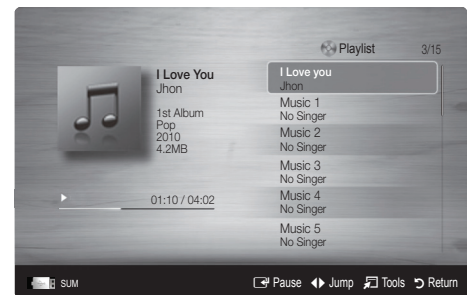 Playlist 3/15
I Love You
Jhon
1st Album
Pop
2010
4.2MB
01:10 / 04:02
I Love you
Jhon
Music 1
No Singer
Music 2
No Singer
Music 3
No Singer
Music 4
No Singer
Music 5
No Singer
SUM Pause Jump Tools Return